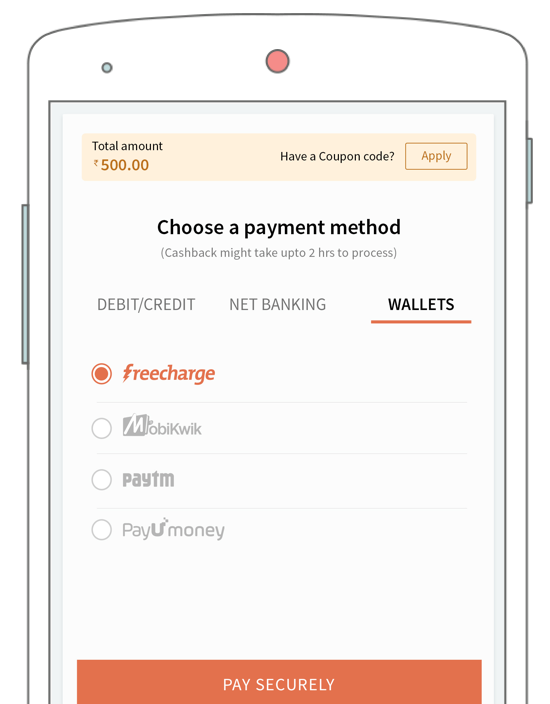 Total amount
₹500.00
Have a Coupon code?
Apply
Choose a payment method
(Cashback might take upto 2 hrs to process)
DEBIT/CREDIT NET BANKING WALLETS
freecharge
MobiKwik
paytm
PayUmoney
PAY SECURELY